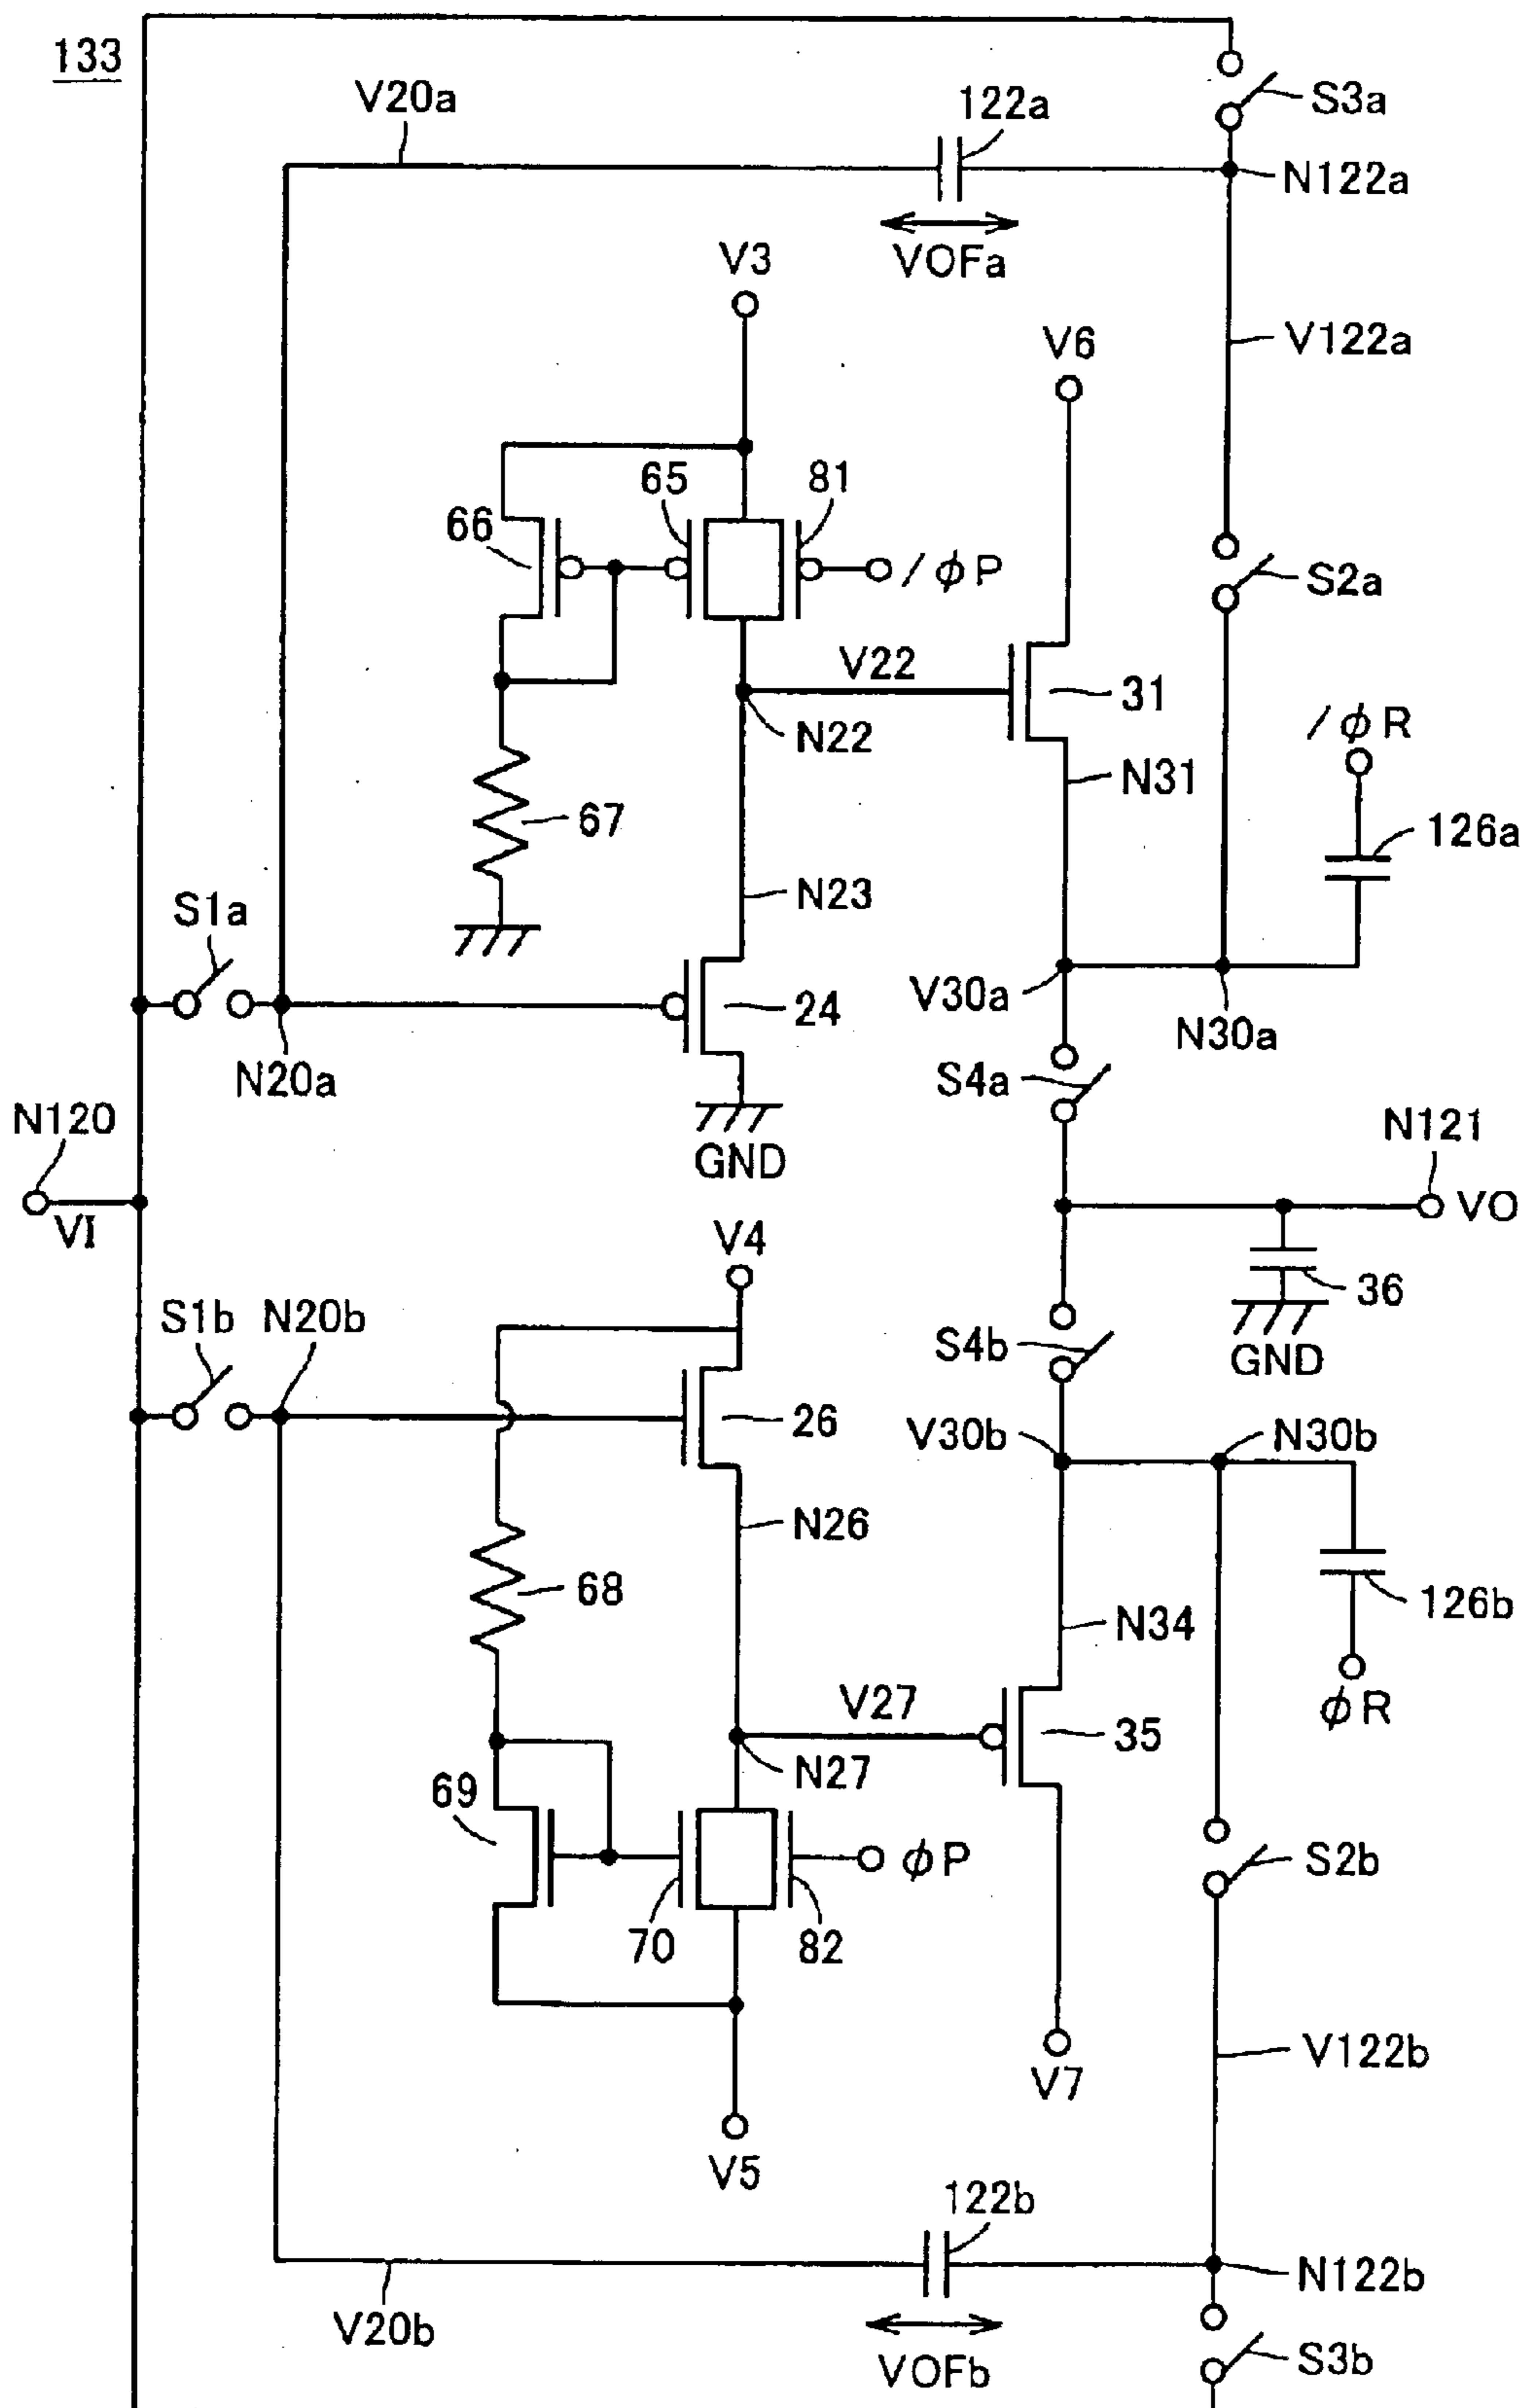 133
V20a
122a
S3a
N122a
VOFa
V3
V6
V122a
65
81
66
/φP
S2a
V22
31
/φR
N22
N31
67
126a
N23
S1a
V30a
24
N30a
N20a
S4a
N120
N121
GND
VI
VO
V4
36
S1b
N20b
S4b
GND
26
V30b
N30b
N26
68
126b
N34
φR
V27
35
N27
69
φP
S2b
70
82
V122b
V7
V5
122b
N122b
V20b
VOFb
S3b